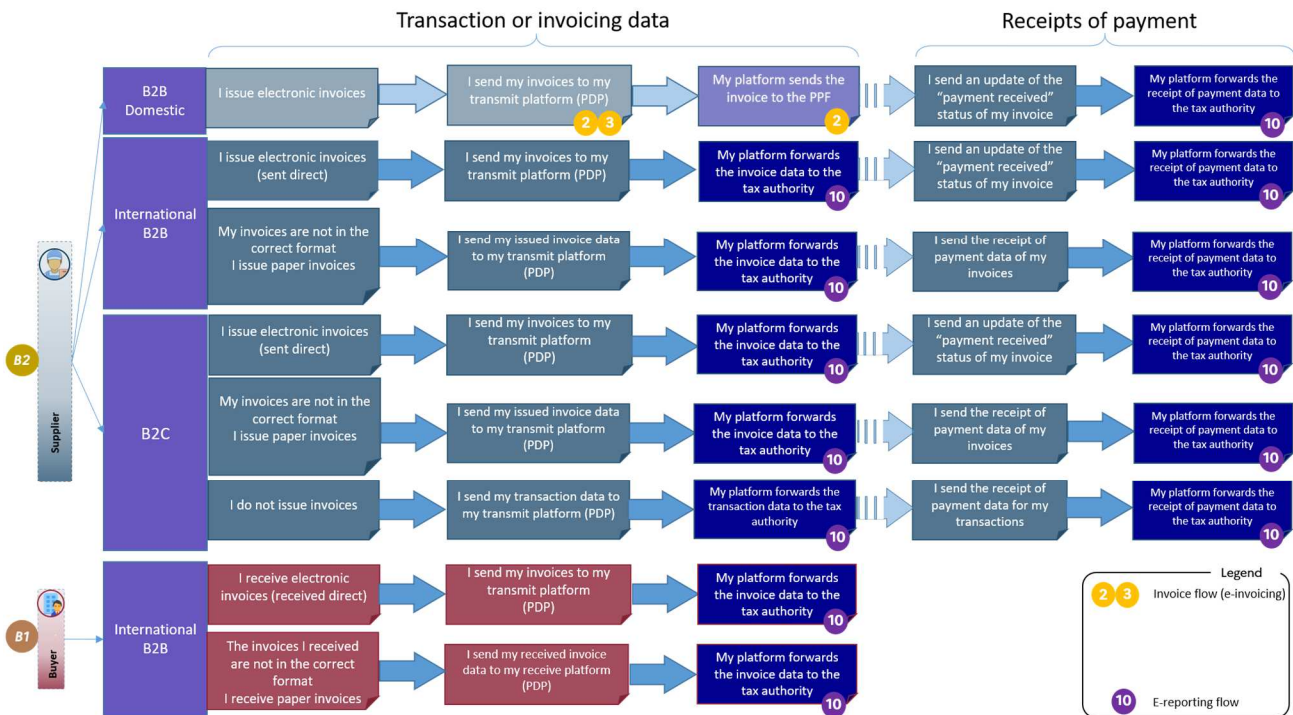 Transaction or invoicing data
Receipts of payment
B2B
Domestic
I issue electronic invoices
I send my invoices to my
transmit platform (PDP)
2 3
My platform sends the
invoice to the PPF
2
I send an update of the
“payment received”
status of my invoice
My platform forwards the
receipt of payment data to
the tax authority
10
International
B2B
I issue electronic invoices
(sent direct)
I send my invoices to my
transmit platform (PDP)
My platform forwards
the invoice data to the
tax authority
10
I send an update of the
“payment received”
status of my invoice
My platform forwards the
receipt of payment data to
the tax authority
10
My invoices are not in the
correct format
I issue paper invoices
I send my issued invoice data
to my transmit platform
(PDP)
My platform forwards
the invoice data to the
tax authority
10
I send the receipt of
payment data of my
invoices
My platform forwards the
receipt of payment data to
the tax authority
10
B2
Supplier
B2C
I issue electronic invoices
(sent direct)
I send my invoices to my
transmit platform
(PDP)
My platform forwards
the invoice data to the
tax authority
10
I send an update of the
“payment received”
status of my invoice
My platform forwards the
receipt of payment data to
the tax authority
10
My invoices are not in the
correct format
I issue paper invoices
I send my issued invoice data
to my transmit platform
(PDP)
My platform forwards
the invoice data to the
tax authority
10
I send the receipt of
payment data of my
invoices
My platform forwards the
receipt of payment data to
the tax authority
10
I do not issue invoices
I send my transaction data to
my transmit platform (PDP)
My platform forwards the
transaction data to the tax
authority
10
I send the receipt of
payment data for my
transactions
My platform forwards the
receipt of payment data to
the tax authority
10
B1
Buyer
International
B2B
I receive electronic
invoices (received direct)
I send my invoices to my
transmit platform
(PDP)
My platform forwards
the invoice data to the
tax authority
10
The invoices I received
are not in the correct
format
I receive paper invoices
I send my received invoice
data to my receive platform
(PDP)
My platform forwards
the invoice data to the
tax authority
10
Legend
2 3 Invoice flow (e-invoicing)
10 E-reporting flow